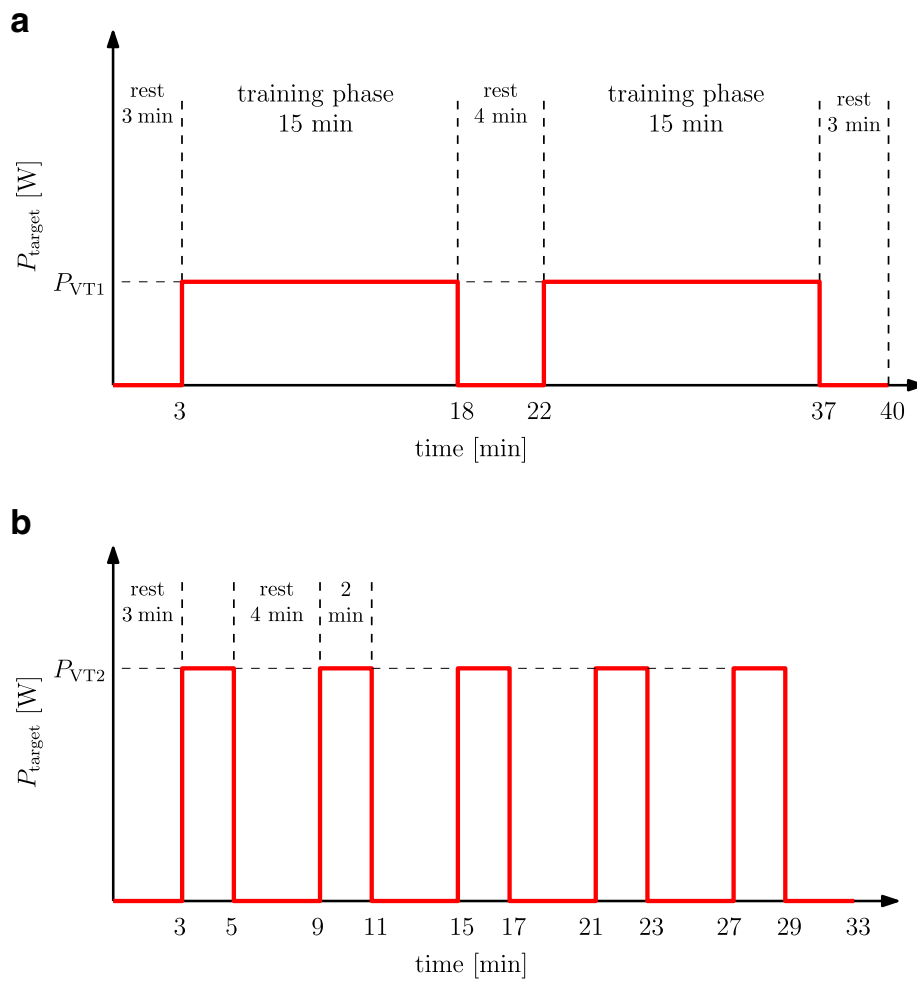 a
rest
3 min
training phase
15 min
rest
4 min
training phase
15 min
rest
3 min
P_target [W]
P_VT1
3 18 22 37 40
time [min]
b
rest
3 min
rest
4 min
2
min
P_target [W]
P_VT2
3 5 9 11 15 17 21 23 27 29 33
time [min]